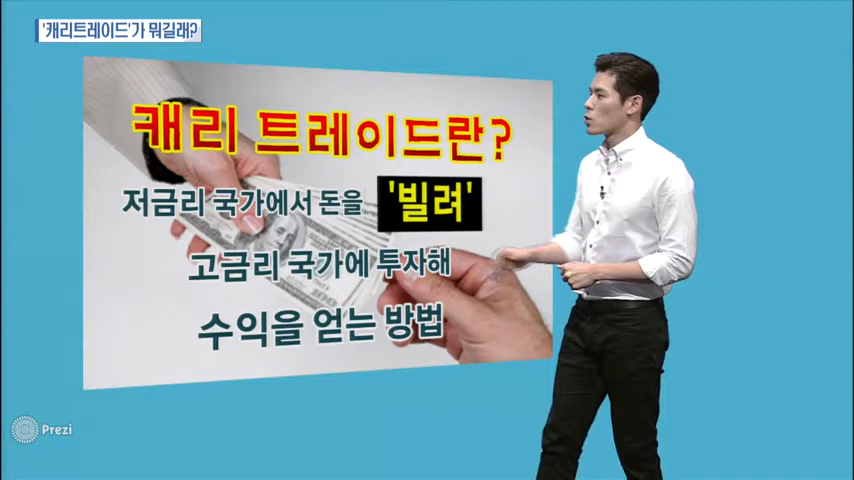 '캐리트레이드'가 뭐길래?
캐리 트레이드란?
저금리 국가에서 돈을 '빌려'
고금리 국가에 투자해
수익을 얻는 방법
Prezi